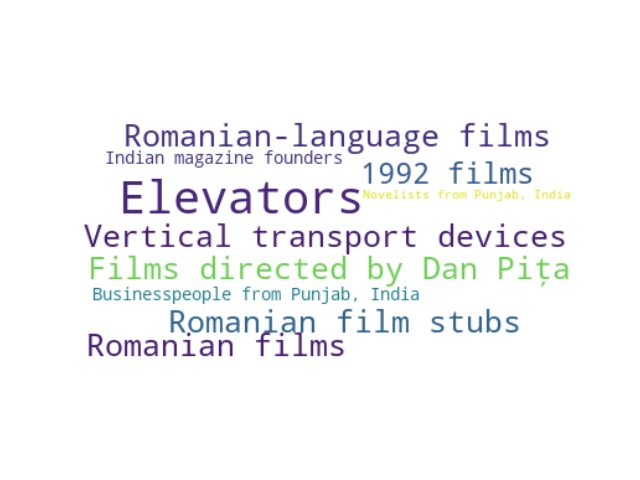 Romanian-language films
Indian magazine founders
1992 films
Elevators
Novelists from Punjab, India
Vertical transport devices
Films directed by Dan Pița
Businesspeople from Punjab, India
Romanian film stubs
Romanian films